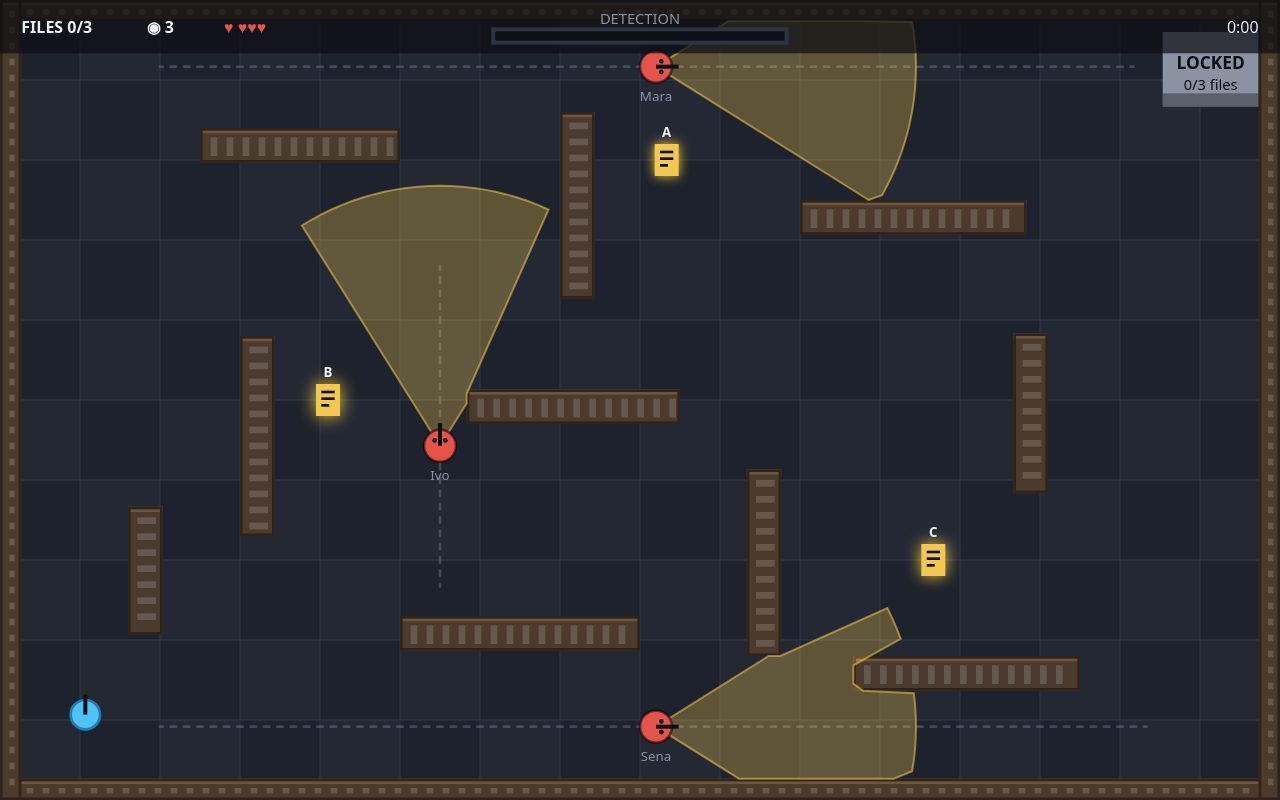 DETECTION
FILES 0/3
3
0:00
LOCKED
0/3 files
Mara
A
B
Ivo
C
Sena